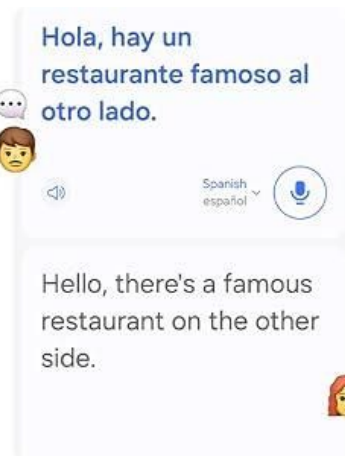 Hola, hay un
restaurante famoso al
otro lado.
Spanish
español
Hello, there's a famous
restaurant on the other
side.